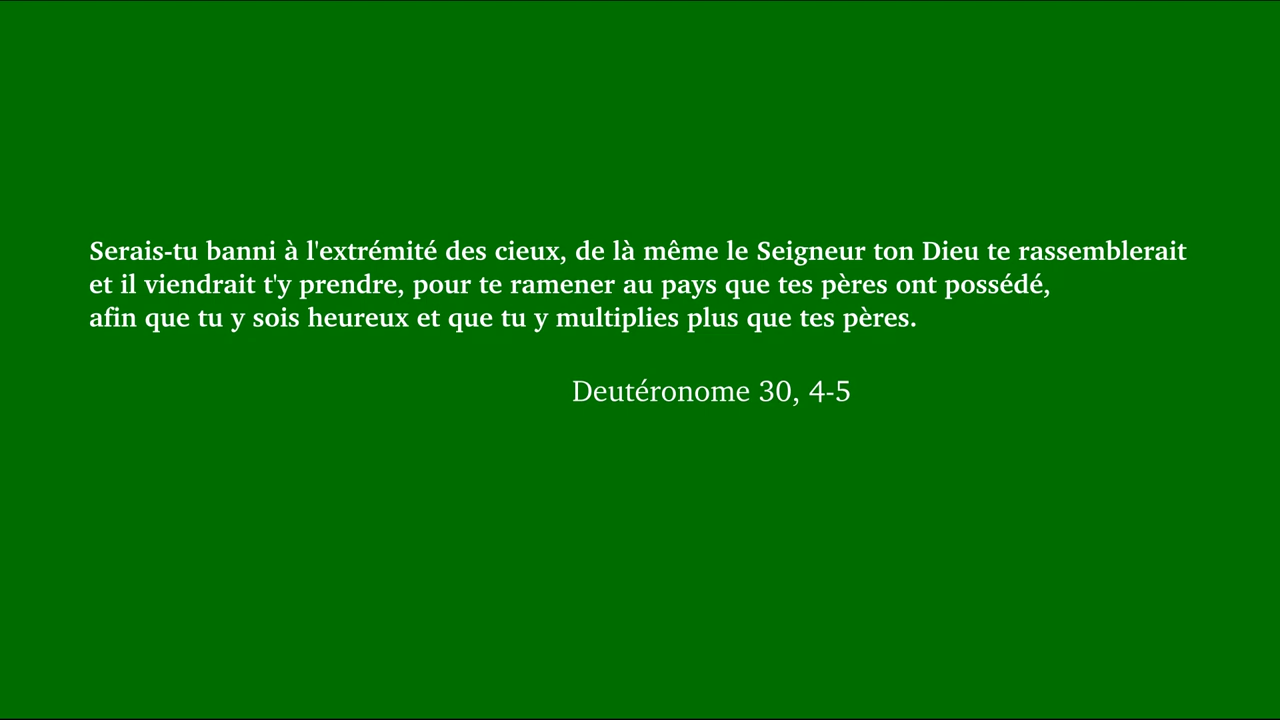 Serais-tu banni à l'extrémité des cieux, de là même le Seigneur ton Dieu te rassemblerait
et il viendrait t'y prendre, pour te ramener au pays que tes pères ont possédé,
afin que tu y sois heureux et que tu y multiplies plus que tes pères.
Deutéronome 30, 4-5